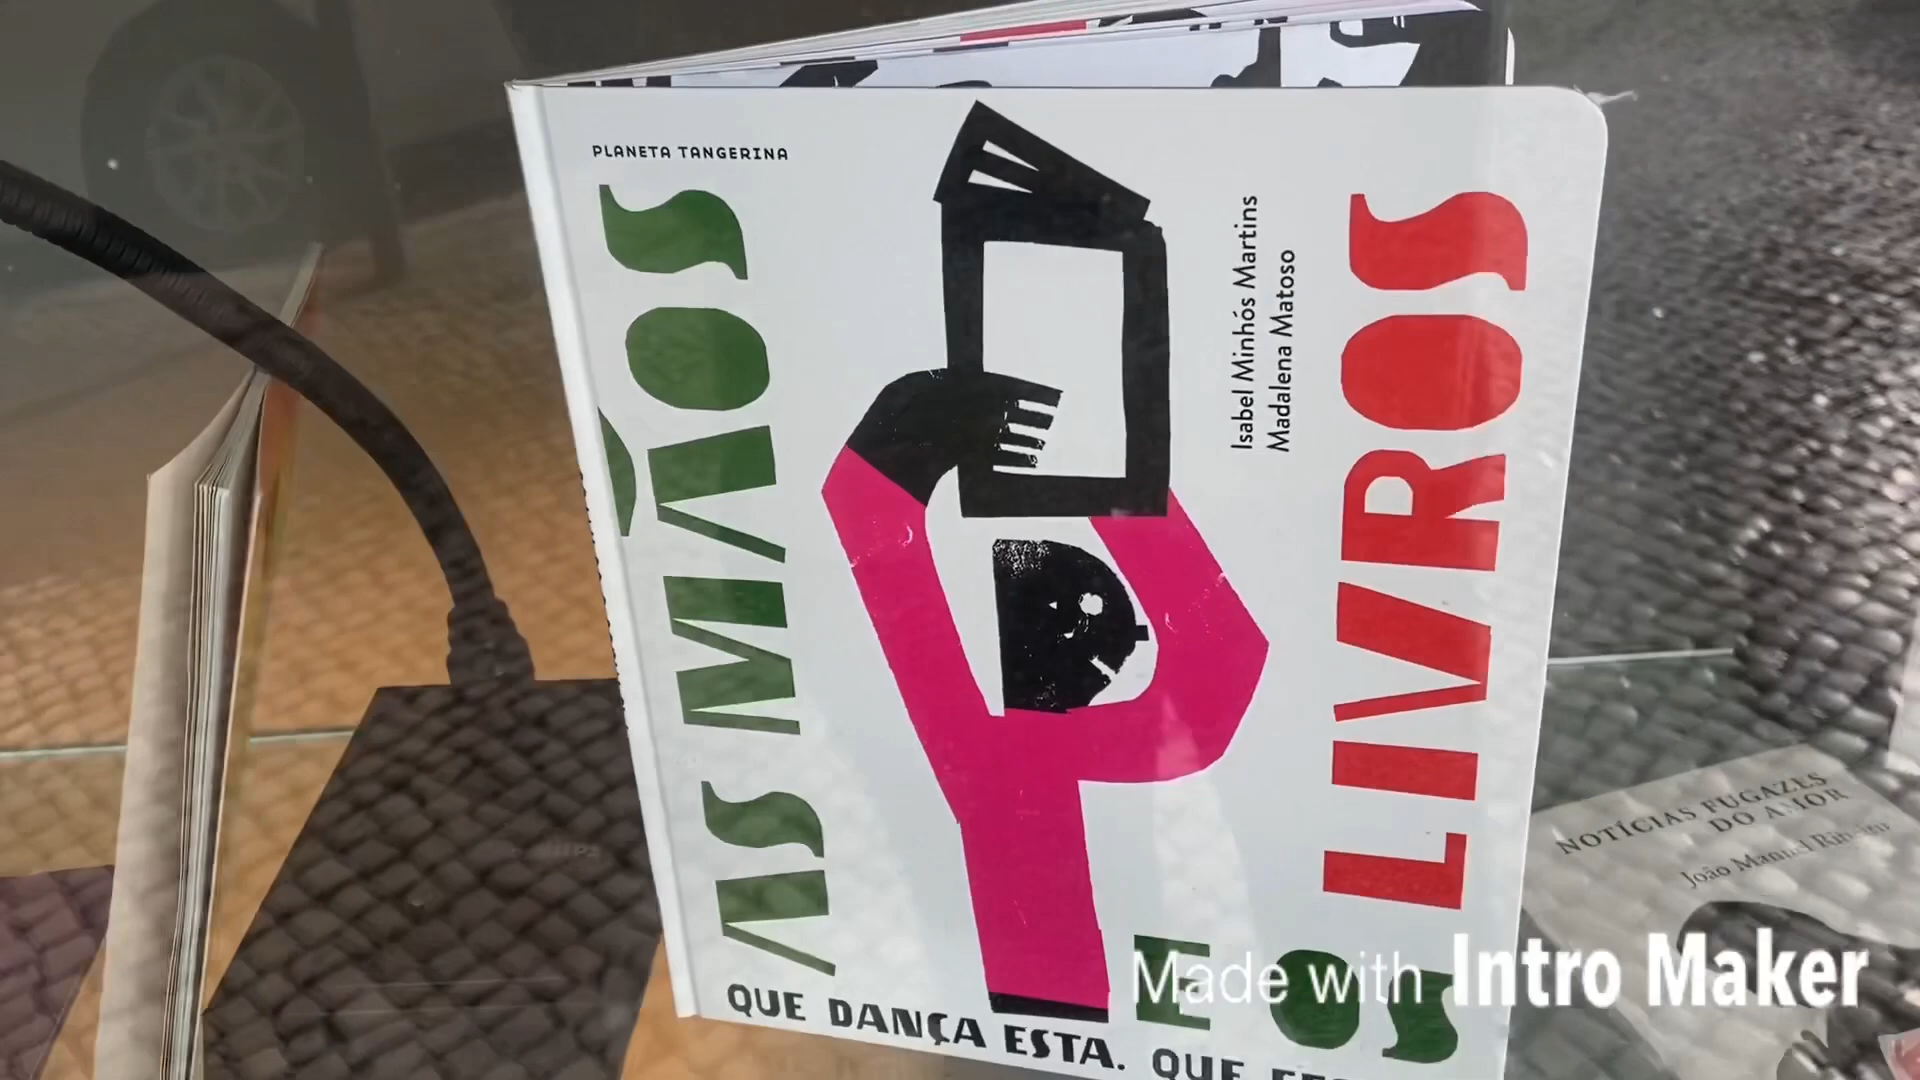 PLANETA TANGERINA
AS MÃOS
E OS
LIVROS
Isabel Minhós Martins
Madalena Matoso
QUE DANÇA ESTA. QUE
NOTÍCIAS FUGAZES
DO AMOR
João Manuel Ribeiro
PHILIPS
Made with Intro Maker